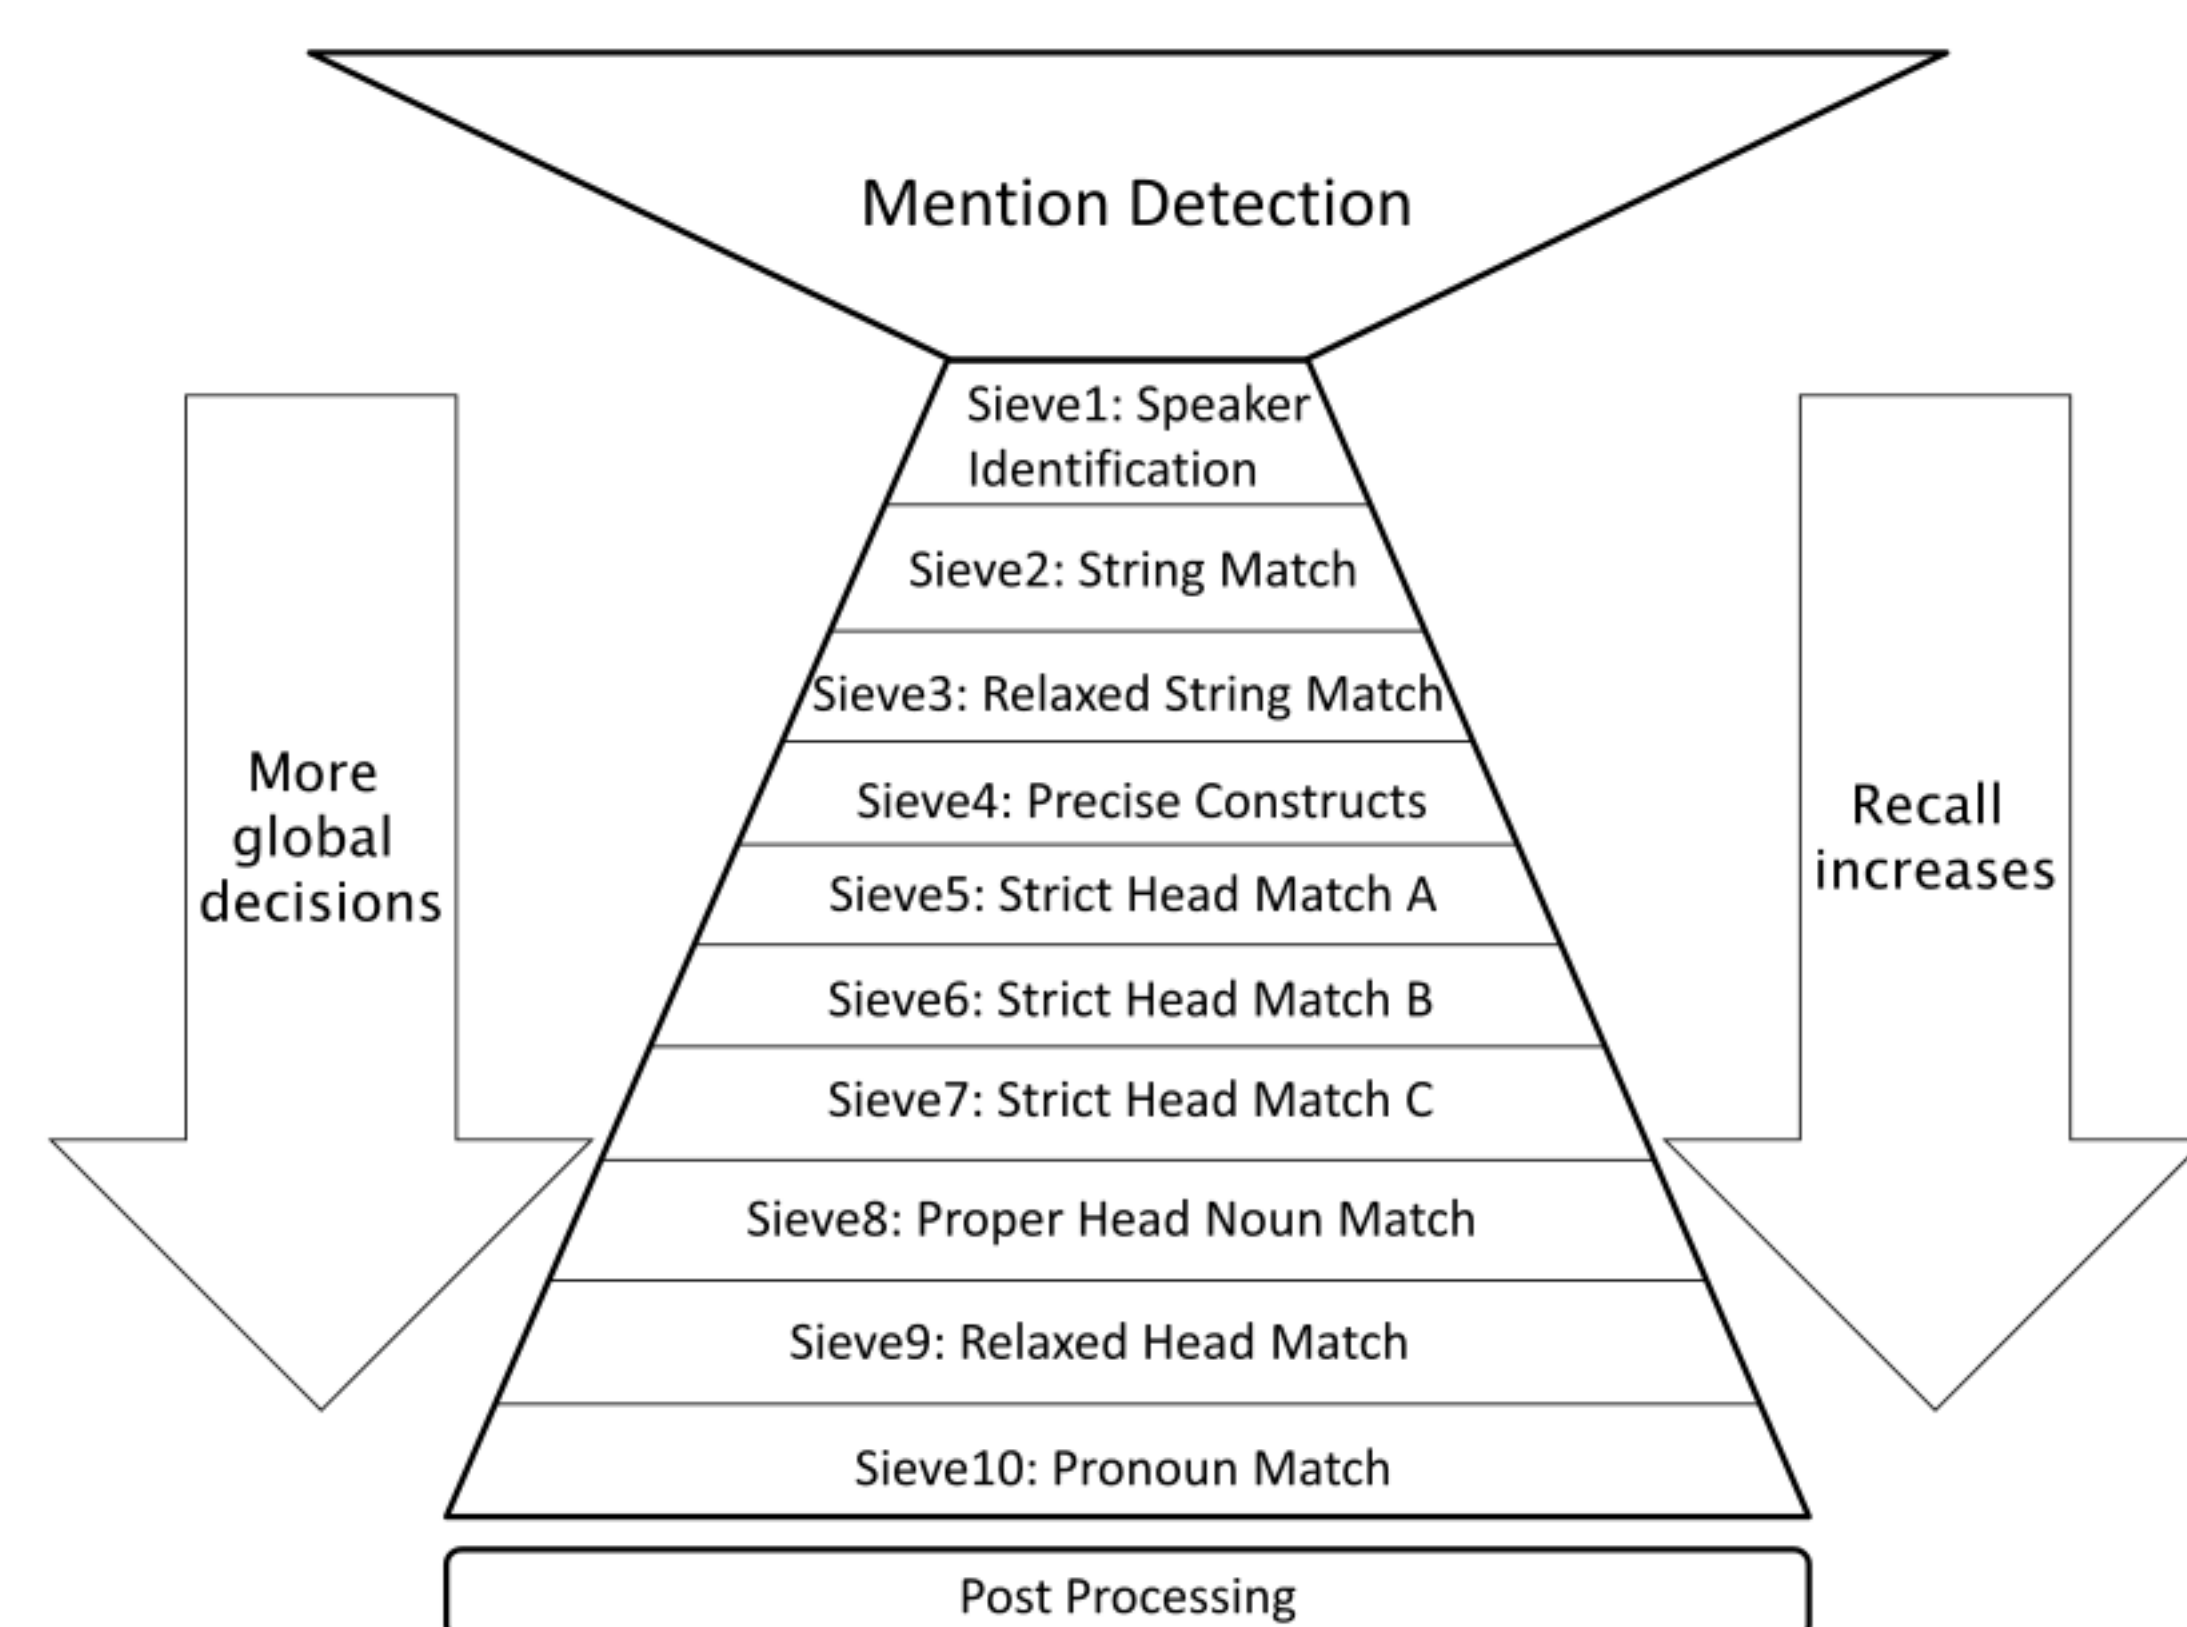 Mention Detection
Sieve1: Speaker
Identification
Sieve2: String Match
Sieve3: Relaxed String Match
Sieve4: Precise Constructs
Sieve5: Strict Head Match A
Sieve6: Strict Head Match B
Sieve7: Strict Head Match C
Sieve8: Proper Head Noun Match
Sieve9: Relaxed Head Match
Sieve10: Pronoun Match
Post Processing
More
global
decisions
Recall
increases